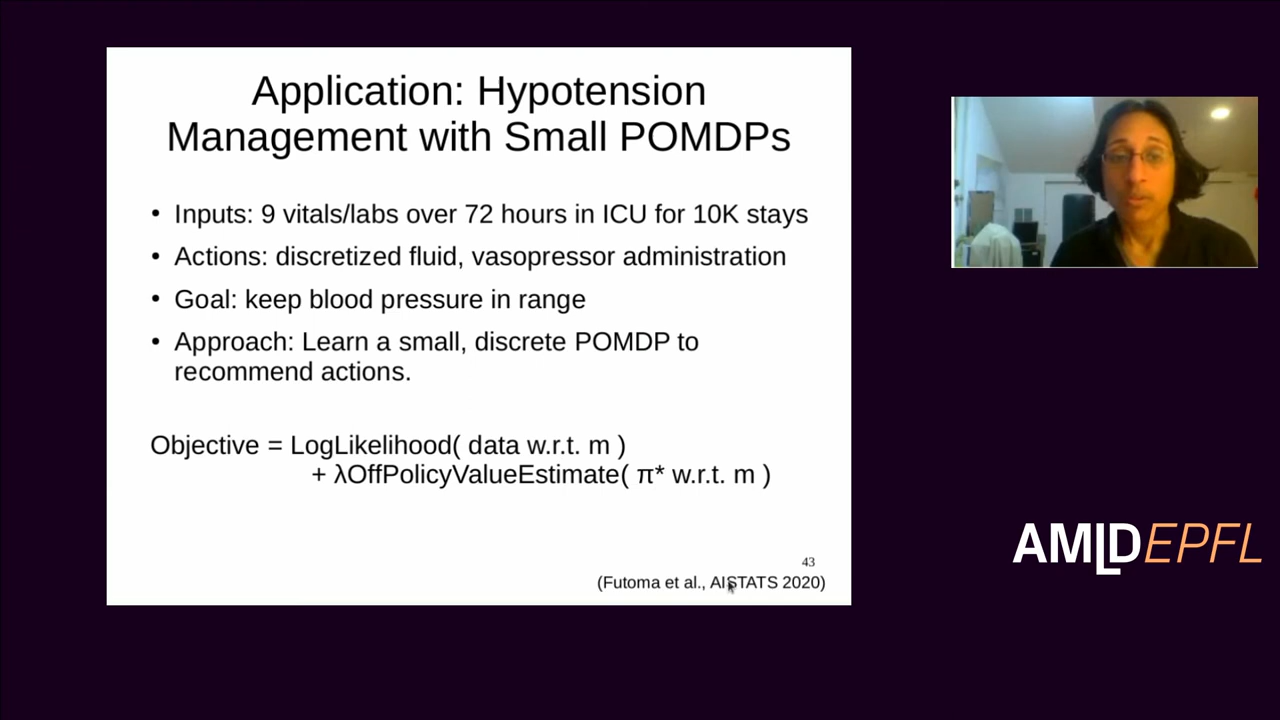 Application: Hypotension
Management with Small POMDPs
• Inputs: 9 vitals/labs over 72 hours in ICU for 10K stays
• Actions: discretized fluid, vasopressor administration
• Goal: keep blood pressure in range
• Approach: Learn a small, discrete POMDP to
recommend actions.
Objective = LogLikelihood( data w.r.t. m )
+ λOffPolicyValueEstimate( π* w.r.t. m )
43
(Futoma et al., AISTATS 2020)
AMLDEPFL